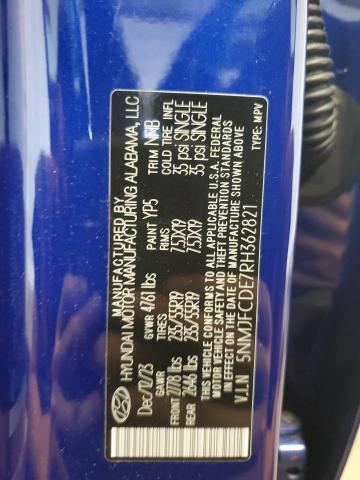 MANUFACTURED BY
HYUNDAI MOTOR MANUFACTURING ALABAMA, LLC
Dec/12/23 GVWR 4761 lbs PAINT YP5 TRIM NNB
TIRES RIMS COLD TIRE INFL
FRONT 2778 lbs 235/55R19 7.5JX19 35 psi SINGLE
REAR 2646 lbs 235/55R19 7.5JX19 35 psi SINGLE
THIS VEHICLE CONFORMS TO ALL APPLICABLE U.S.A. FEDERAL
MOTOR VEHICLE SAFETY AND THEFT PREVENTION STANDARDS
IN EFFECT ON THE DATE OF MANUFACTURE SHOWN ABOVE
V.I.N 5NMJFCDE7RH362821 TYPE: MPV